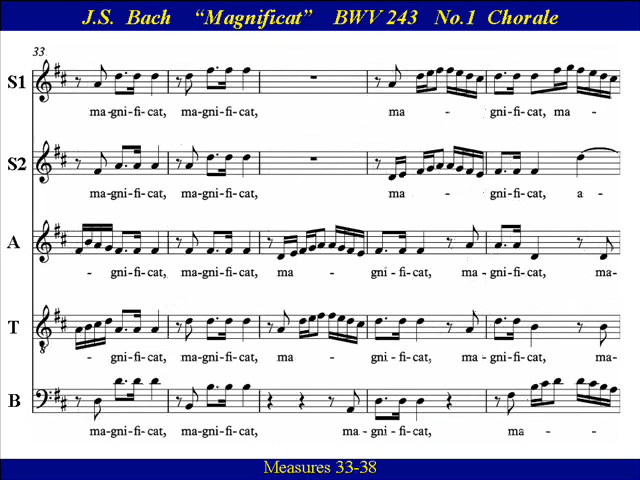 J.S. Bach “Magnificat” BWV 243 No.1 Chorale
33
S1
ma-gni-fi-cat, ma-gni-fi-cat, ma - gni-fi-cat, ma -
S2
ma-gni-fi-cat, ma-gni-fi-cat, ma - gni-fi-cat, a -
A
- gni-fi-cat, ma-gni-fi-cat, ma - gni-fi-cat, ma - gni-fi-cat, ma-
T
- gni-fi-cat, ma-gni-fi-cat, ma - gni-fi-cat, ma - gni-fi-cat, ma-
B
ma-gni-fi-cat, ma-gni-fi-cat, ma-gni-fi-cat, ma -
Measures 33-38